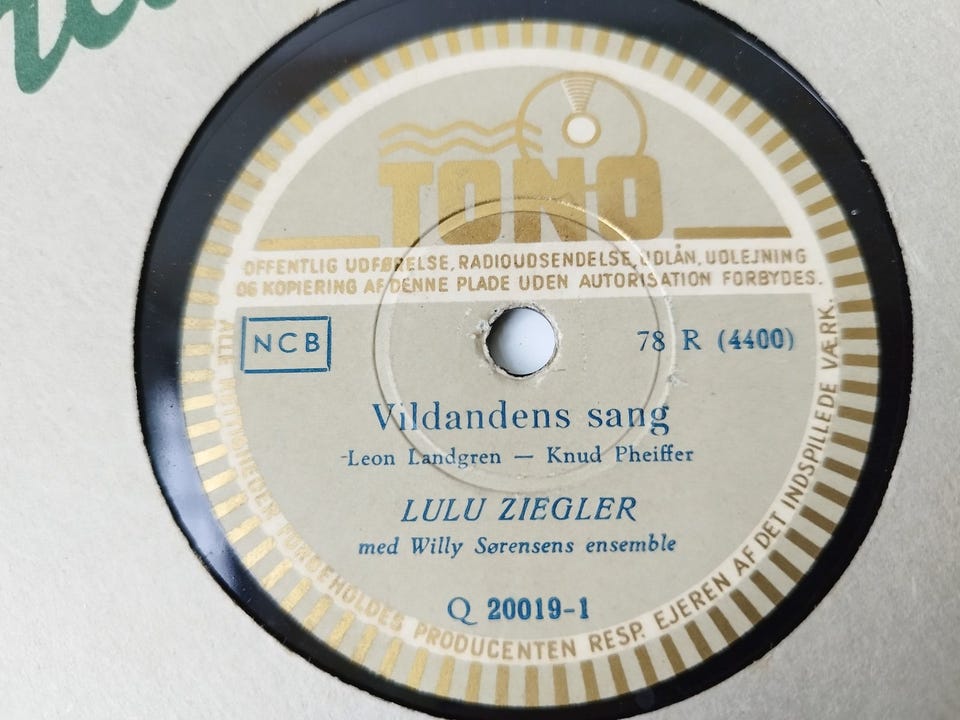 TONO
OFFENTLIG UDFØRELSE, RADIOUDSENDELSE, UDLÅN, UDLEJNING
OG KOPIERING AF DENNE PLADE UDEN AUTORISATION FORBYDES.
NCB
78 R (4400)
Vildandens sang
Leon Landgren — Knud Pheiffer
LULU ZIEGLER
med Willy Sørensens ensemble
Q 20019-1
ALLE RETTIGHEDER FORBEHOLDES PRODUCENTEN RESP. EJEREN AF DET INDSPILLEDE VÆRK.